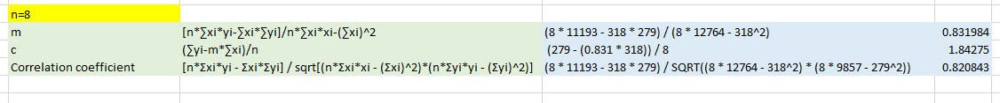 n=8
m [n*∑xi*yi-∑xi*∑yi]/n*∑xi*xi-(∑xi)^2 (8 * 11193 - 318 * 279) / (8 * 12764 - 318^2) 0.831984
c (∑yi-m*∑xi)/n (279 - (0.831 * 318)) / 8 1.84275
Correlation coefficient [n*Σxi*yi - Σxi*Σyi] / sqrt[(n*Σxi*xi - (Σxi)^2)*(n*Σyi*yi - (Σyi)^2)] (8 * 11193 - 318 * 279) / SQRT((8 * 12764 - 318^2) * (8 * 9857 - 279^2)) 0.820843